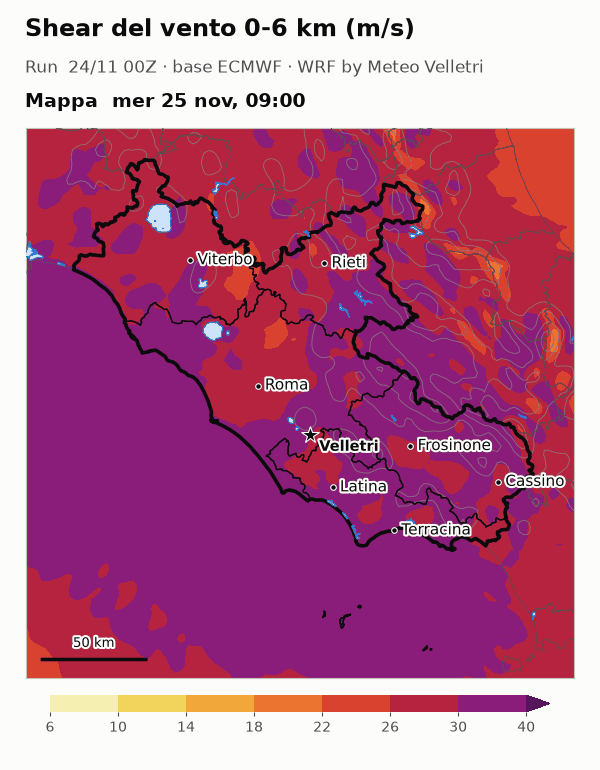 Shear del vento 0-6 km (m/s)
Run  24/11 00Z · base ECMWF · WRF by Meteo Velletri
Mappa  mer 25 nov, 09:00
Viterbo
Rieti
Roma
Velletri
Frosinone
Cassino
Latina
Terracina
50 km
6 10 14 18 22 26 30 40